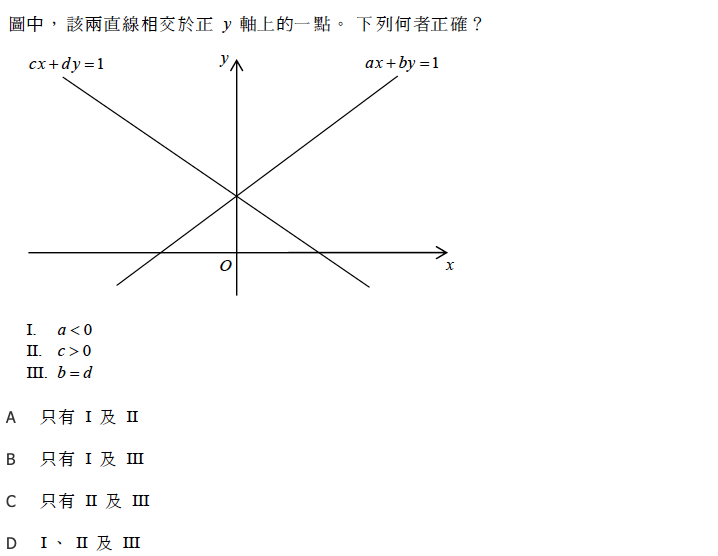 圖中，該兩直線相交於正 y 軸上的一點。 下列何者正確？
cx + dy = 1
y
ax + by = 1
O
x
I. a < 0
II. c > 0
III. b = d
A 只有 I 及 II
B 只有 I 及 III
C 只有 II 及 III
D I、 II 及 III